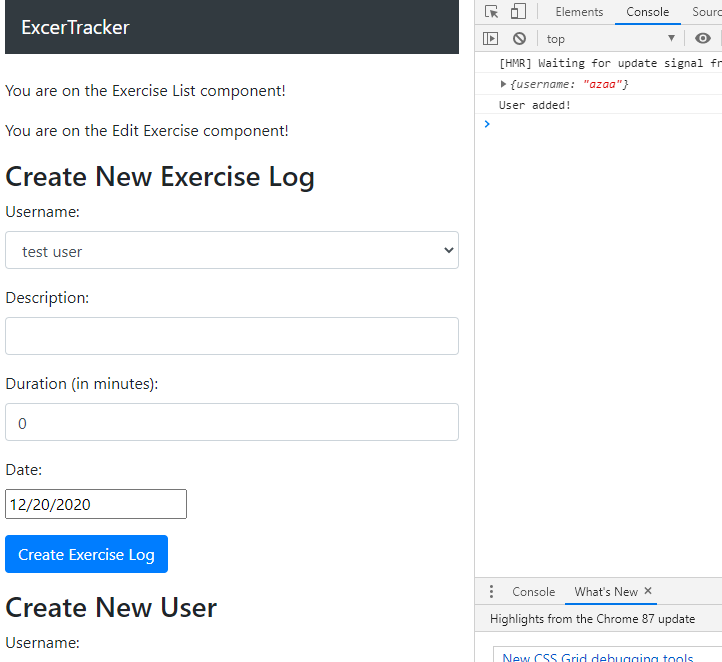 ExcerTracker
You are on the Exercise List component!
You are on the Edit Exercise component!
Create New Exercise Log
Username:
test user
Description:
Duration (in minutes):
0
Date:
12/20/2020
Create Exercise Log
Create New User
Username:
Elements Console Sourc
top
[HMR] Waiting for update signal fr
{username: "azaa"}
User added!
Console What's New
Highlights from the Chrome 87 update
New CSS Grid debugging tools